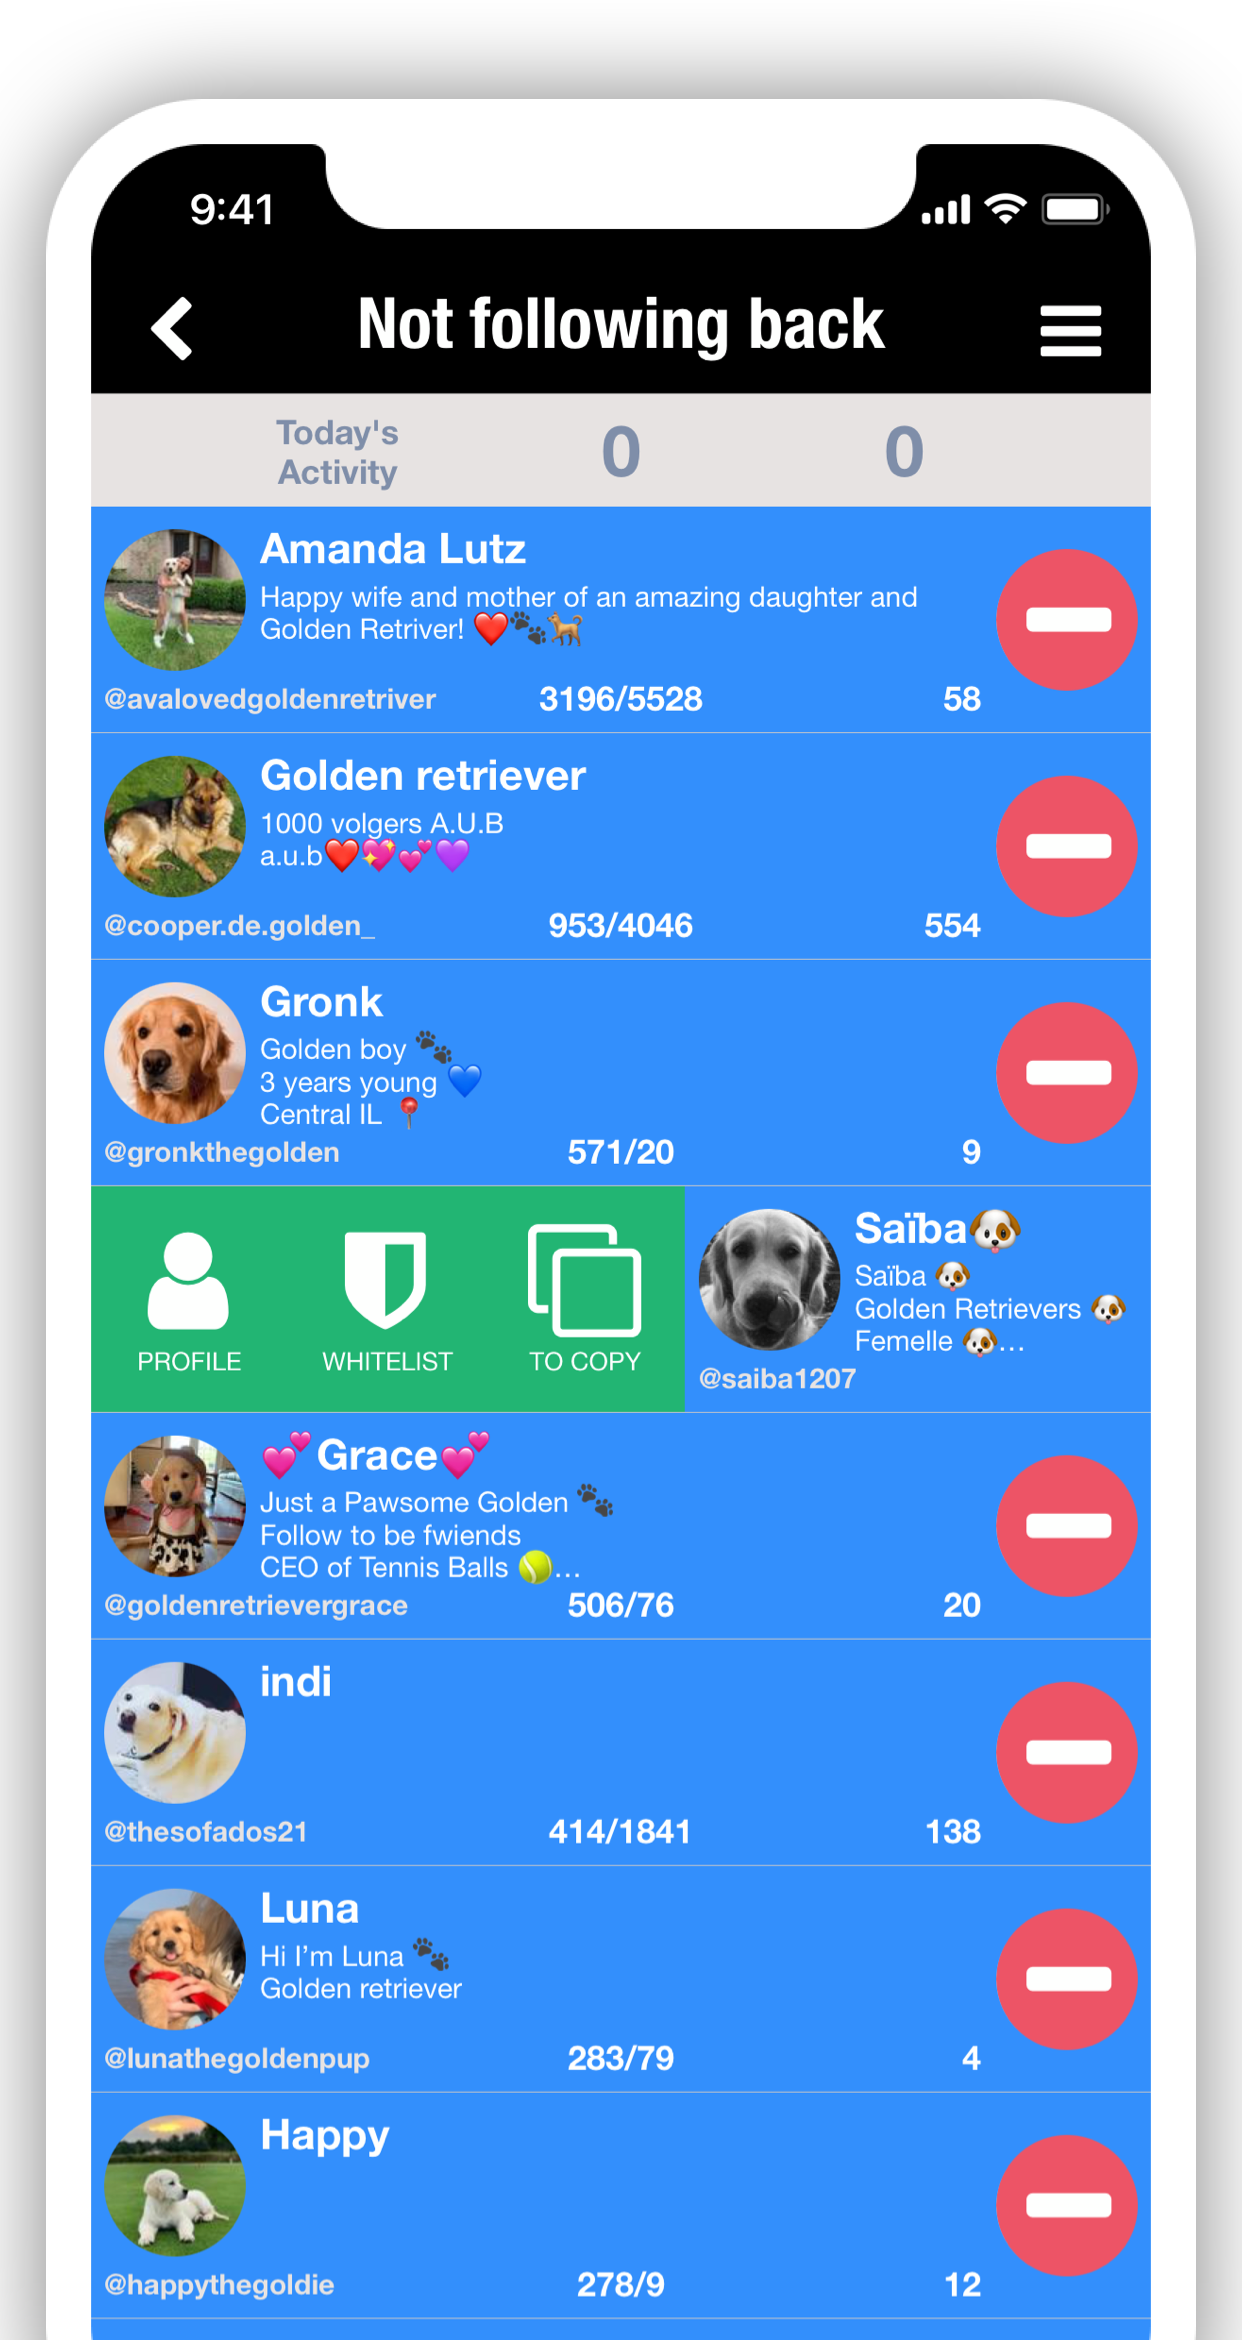 9:41
Not following back
Today's
Activity
0
0
Amanda Lutz
Happy wife and mother of an amazing daughter and
Golden Retriver! ❤️🐾🐕
@avalovedgoldenretriver
3196/5528
58
Golden retriever
1000 volgers A.U.B
a.u.b❤️💖💕💜
@cooper.de.golden_
953/4046
554
Gronk
Golden boy 🐾
3 years young 💙
Central IL 📍
@gronkthegolden
571/20
9
PROFILE
WHITELIST
TO COPY
Saïba🐶
Saïba 🐶
Golden Retrievers 🐶
Femelle 🐶...
@saiba1207
💕Grace💕
Just a Pawsome Golden 🐾
Follow to be fwiends
CEO of Tennis Balls 🎾...
@goldenretrievergrace
506/76
20
indi
@thesofados21
414/1841
138
Luna
Hi I’m Luna 🐾
Golden retriever
@lunathegoldenpup
283/79
4
Happy
@happythegoldie
278/9
12